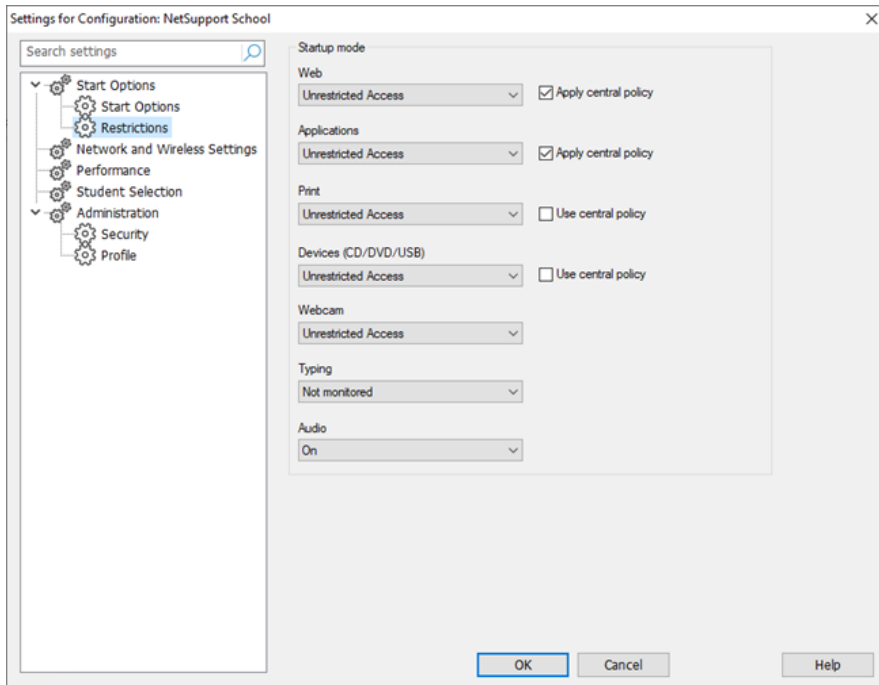 Settings for Configuration: NetSupport School
Search settings
Start Options
Start Options
Restrictions
Network and Wireless Settings
Performance
Student Selection
Administration
Security
Profile
Startup mode
Web
Unrestricted Access
Apply central policy
Applications
Unrestricted Access
Apply central policy
Print
Unrestricted Access
Use central policy
Devices (CD/DVD/USB)
Unrestricted Access
Use central policy
Webcam
Unrestricted Access
Typing
Not monitored
Audio
On
OK
Cancel
Help